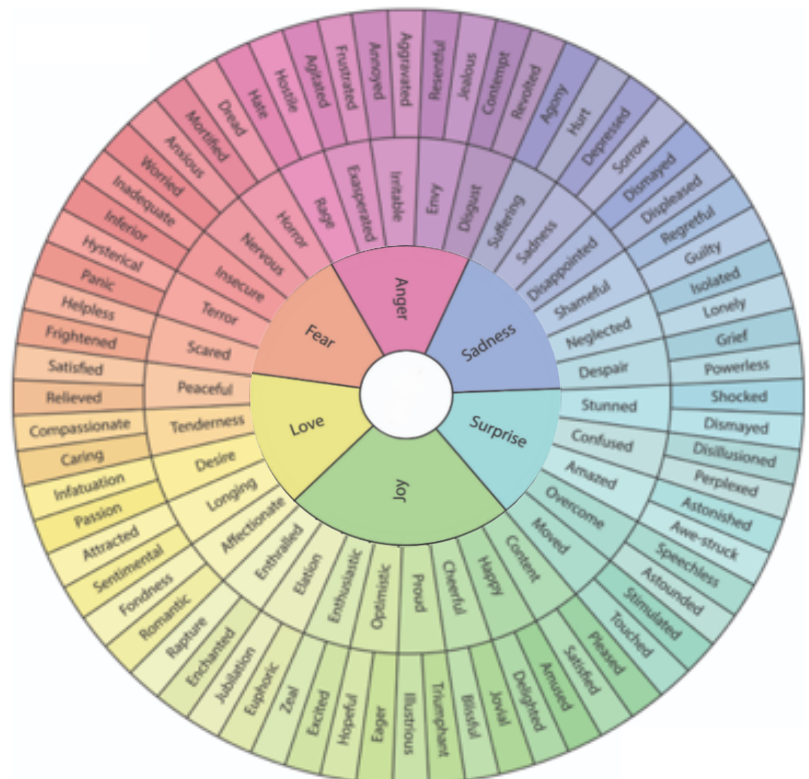 Anger
Sadness
Surprise
Joy
Love
Fear
Rage
Exasperated
Irritable
Envy
Disgust
Suffering
Sadness
Disappointed
Shameful
Neglected
Despair
Stunned
Confused
Amazed
Overcome
Moved
Content
Happy
Cheerful
Proud
Optimistic
Enthusiastic
Elation
Enthralled
Affectionate
Longing
Desire
Tenderness
Peaceful
Scared
Terror
Insecure
Nervous
Horror
Hate
Hostile
Agitated
Frustrated
Annoyed
Aggravated
Resentful
Jealous
Contempt
Revolted
Agony
Hurt
Depressed
Sorrow
Dismayed
Displeased
Regretful
Guilty
Isolated
Lonely
Grief
Powerless
Shocked
Dismayed
Disillusioned
Perplexed
Astonished
Awe-struck
Speechless
Astounded
Stimulated
Touched
Pleased
Satisfied
Amused
Delighted
Jovial
Blissful
Triumphant
Illustrious
Eager
Hopeful
Excited
Zeal
Euphoric
Jubilation
Enchanted
Rapture
Romantic
Fondness
Sentimental
Attracted
Passion
Infatuation
Caring
Compassionate
Relieved
Satisfied
Frightened
Helpless
Panic
Hysterical
Inferior
Inadequate
Worried
Anxious
Mortified
Dread